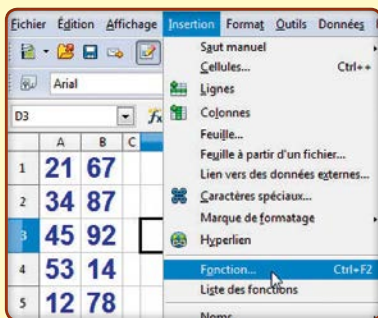 Fichier Édition Affichage Insertion Format Outils Données
Saut manuel
Cellules... Ctrl++
Arial
Lignes
D3
Colonnes
Feuille...
A B C
Feuille à partir d'un fichier...
1 21 67
Lien vers des données externes...
2 34 87
Caractères spéciaux...
Marque de formatage
3 45 92
Hyperlien
4 53 14
Fonction... Ctrl+F2
Liste des fonctions
5 12 78
Noms